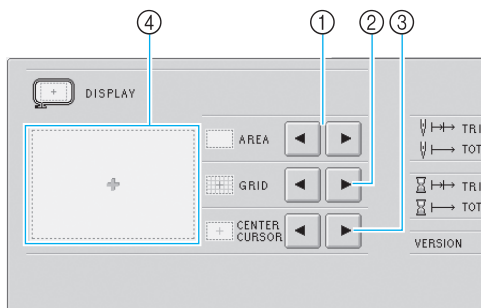 ④ ① ② ③
DISPLAY
AREA
GRID
CENTER
CURSOR
TRI
TOT
TRI
TOT
VERSION